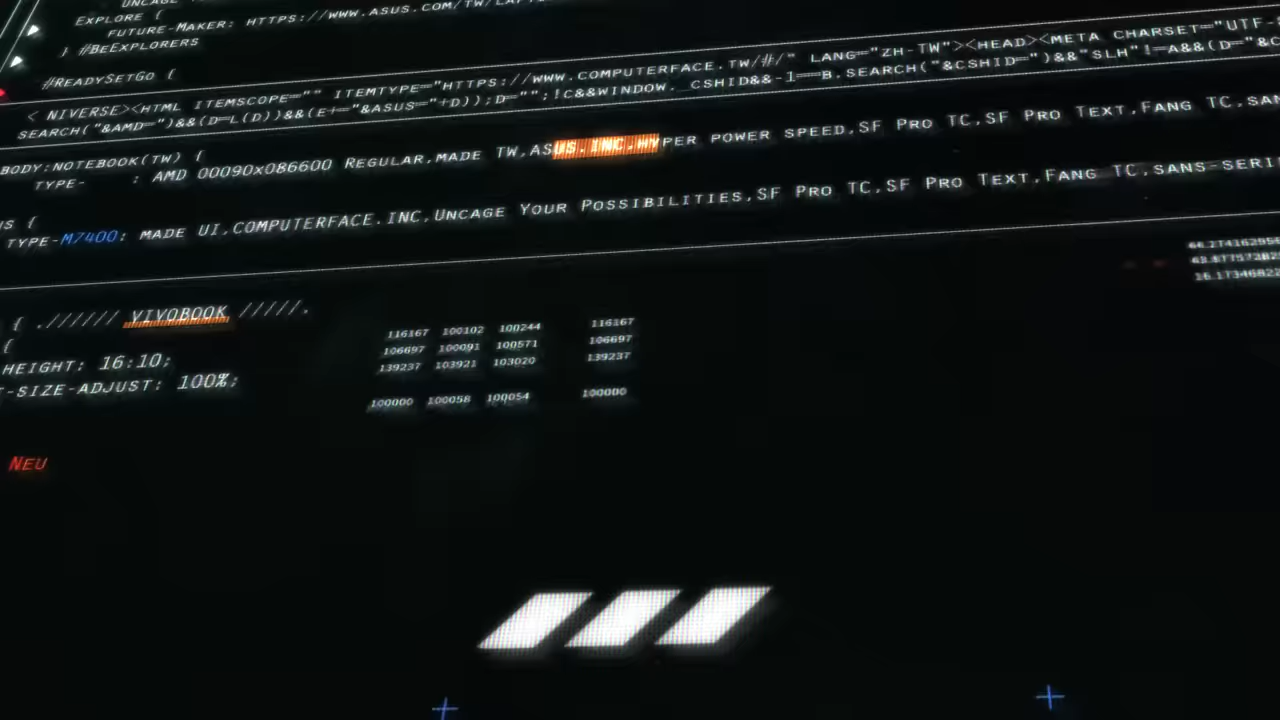 UNCAGE
EXPLORE {
FUTURE-MAKER: HTTPS://WWW.ASUS.COM/TW/
} #BEEXPLORERS
#READYSETGO {
< NIVERSE><HTML ITEMSCOPE="" ITEMTYPE="HTTPS://WWW.COMPUTERFACE.TW/#/" LANG="ZH-TW"><HEAD><META CHARSET="UTF-
SEARCH("&AMD=")&&(D=L(D))&&(E+="&ASUS="+D));D="";!C&&WINDOW._CSHID&&-1==B.SEARCH("&CSHID=")&&"SLH"!=A&&(D="&C
BODY:NOTEBOOK(TW) {
TYPE- : AMD 00090X086600 REGULAR,MADE TW,ASUS.INC,HYPER POWER SPEED,SF PRO TC,SF PRO TEXT,FANG TC,SAN
US {
TYPE-M7400: MADE UI,COMPUTERFACE.INC,UNCAGE YOUR POSSIBILITIES,SF PRO TC,SF PRO TEXT,FANG TC,SANS-SERI
{ .////// VIVOBOOK /////.
{
HEIGHT: 16:10;
T-SIZE-ADJUST: 100%;
116167 100102 100244 116167
106697 100091 100571 106697
139237 103921 103020 139237
100000 100058 100054 100000
NEU